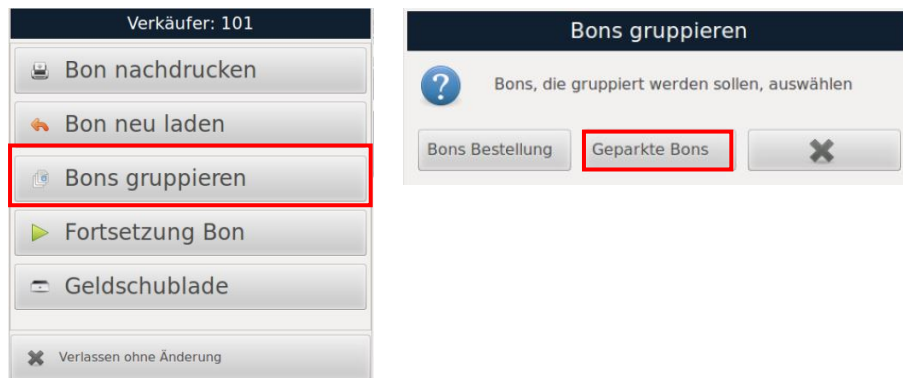 Verkäufer: 101
Bon nachdrucken
Bon neu laden
Bons gruppieren
Fortsetzung Bon
Geldschublade
Verlassen ohne Änderung
Bons gruppieren
Bons, die gruppiert werden sollen, auswählen
Bons Bestellung
Geparkte Bons